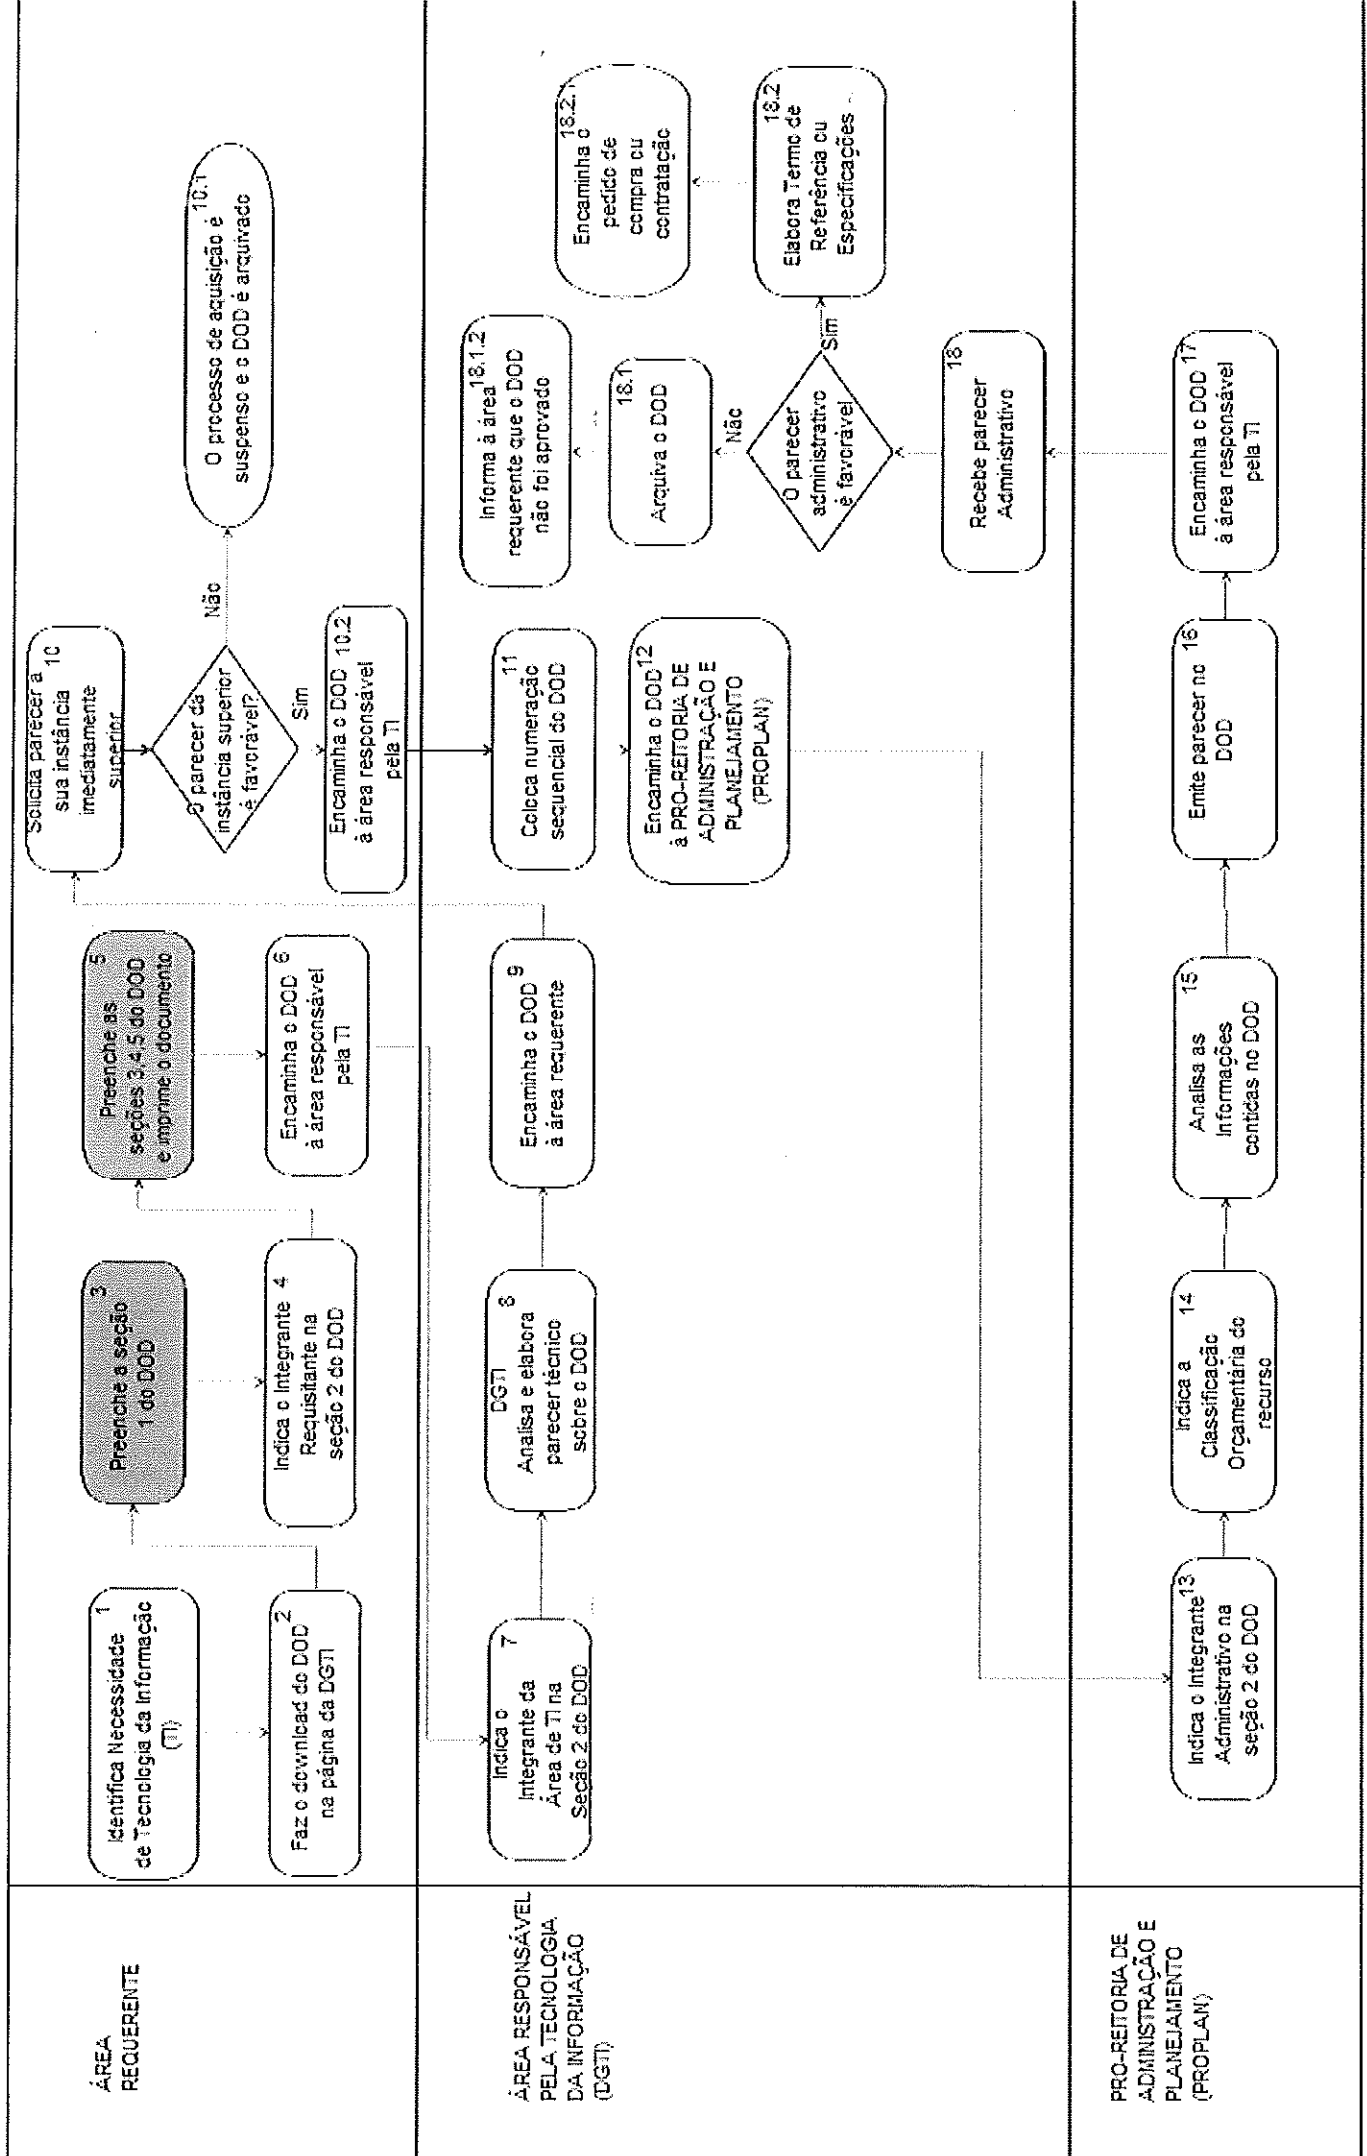 ÁREA
REQUERENTE
1
Identifica Necessidade
de Tecnologia da Informação
(TI)
2
Faz o download do DOD
na página da DGTI
3
Preenche a seção
1 do DOD
4
Indica o Integrante
Requisitante na
seção 2 do DOD
5
Preenche as
seções 3,4,5 do DOD
e imprime o documento
6
Encaminha o DOD
à área responsável
pela TI
10
Solicita parecer a
sua instância
imediatamente
superior
O parecer da
instância superior
é favorável?
Não
10.1
O processo de aquisição é
suspenso e o DOD é arquivado
Sim
10.2
Encaminha o DOD
à área responsável
pela TI
ÁREA RESPONSÁVEL
PELA TECNOLOGIA
DA INFORMAÇÃO
(DGTI)
7
Indica o
Integrante da
Área de TI na
Seção 2 do DOD
8
DGTI
Analisa e elabora
parecer técnico
sobre o DOD
9
Encaminha o DOD
à área requerente
11
Coloca numeração
sequencial do DOD
12
Encaminha o DOD
à PRO-REITORIA DE
ADMINISTRAÇÃO E
PLANEJAMENTO
(PROPLAN)
18
Recebe parecer
Administrativo
O parecer
administrativo
é favorável
Não
18.1
Arquiva o DOD
18.1.2
Informa à área
requerente que o DOD
não foi aprovado
Sim
18.2
Elabora Termo de
Referência ou
Especificações -
18.2.1
Encaminha o
pedido de
compra ou
contratação
PRO-REITORIA DE
ADMINISTRAÇÃO E
PLANEJAMENTO
(PROPLAN)
13
Indica o Integrante
Administrativo na
seção 2 do DOD
14
Indica a
Classificação
Orçamentária do
recurso
15
Analisa as
Informações
contidas no DOD
16
Emite parecer no
DOD
17
Encaminha o DOD
à área responsável
pela TI